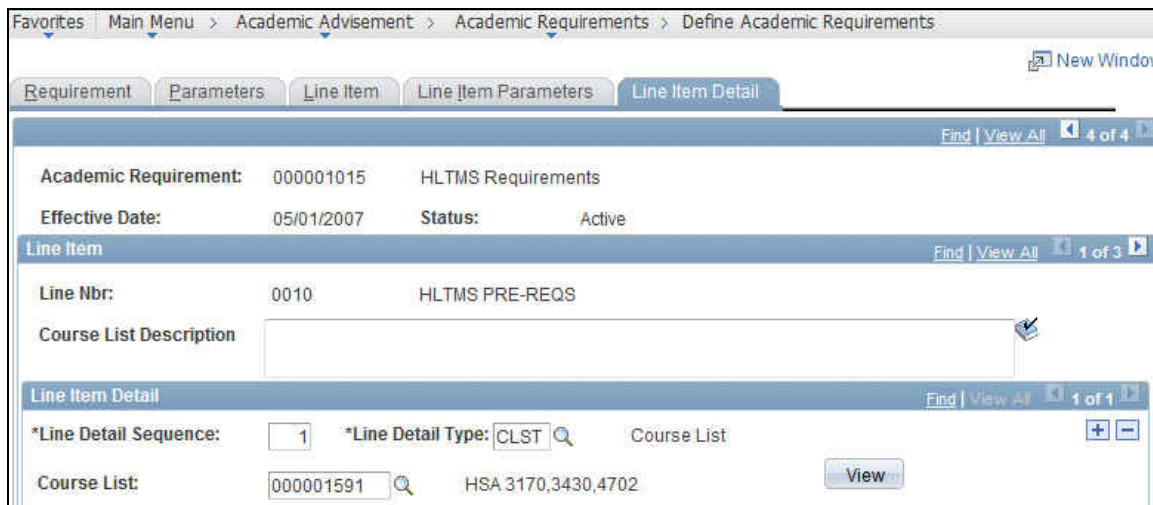 Favorites Main Menu > Academic Advisement > Academic Requirements > Define Academic Requirements
New Window
Requirement Parameters Line Item Line Item Parameters Line Item Detail
Find | View All 4 of 4
Academic Requirement: 000001015 HLTMS Requirements
Effective Date: 05/01/2007 Status: Active
Line Item Find | View All 1 of 3
Line Nbr: 0010 HLTMS PRE-REQS
Course List Description
Line Item Detail Find | View All 1 of 1
*Line Detail Sequence: 1 *Line Detail Type: CLST Course List
Course List: 000001591 HSA 3170,3430,4702 View